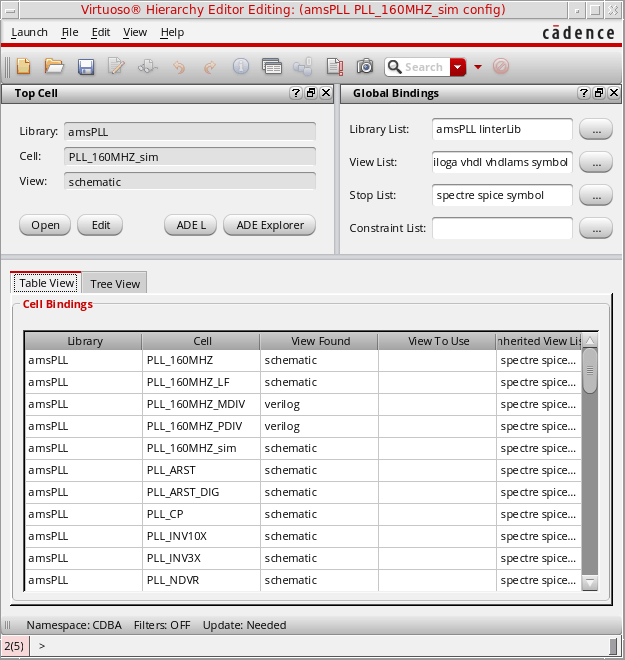 Virtuoso® Hierarchy Editor Editing: (amsPLL PLL_160MHZ_sim config)
Launch File Edit View Help
cādence
Search
Top Cell
Global Bindings
Library: amsPLL
Cell: PLL_160MHZ_sim
View: schematic
Open Edit ADE L ADE Explorer
Library List: amsPLL linterLib ...
View List: iloga vhdl vhdlams symbol ...
Stop List: spectre spice symbol ...
Constraint List: ...
Table View Tree View
Cell Bindings
Library Cell View Found View To Use nherited View Lis
amsPLL PLL_160MHZ schematic spectre spice...
amsPLL PLL_160MHZ_LF schematic spectre spice...
amsPLL PLL_160MHZ_MDIV verilog spectre spice...
amsPLL PLL_160MHZ_PDIV verilog spectre spice...
amsPLL PLL_160MHZ_sim schematic spectre spice...
amsPLL PLL_ARST schematic spectre spice...
amsPLL PLL_ARST_DIG schematic spectre spice...
amsPLL PLL_CP schematic spectre spice...
amsPLL PLL_INV10X schematic spectre spice...
amsPLL PLL_INV3X schematic spectre spice...
amsPLL PLL_NDVR schematic spectre spice...
Namespace: CDBA Filters: OFF Update: Needed
2(5) >